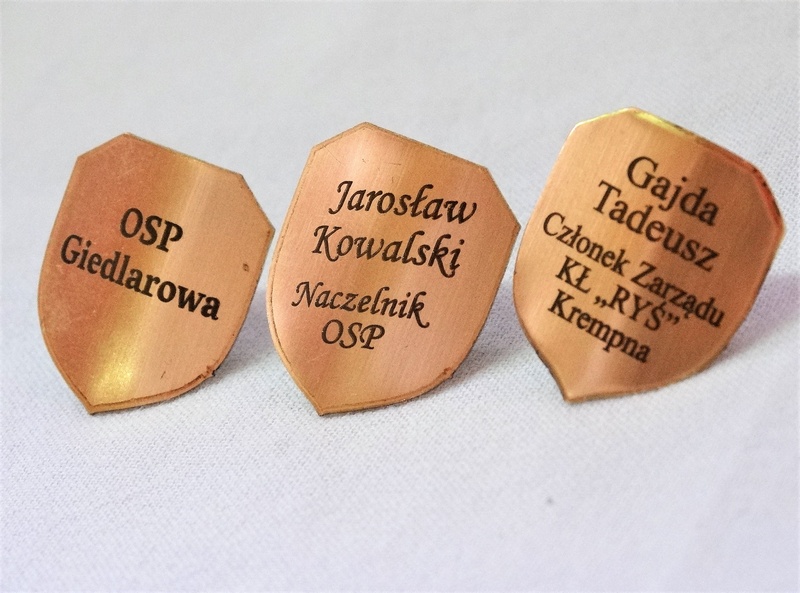 OSP
Giedlarowa
Jarosław
Kowalski
Naczelnik
OSP
Gajda
Tadeusz
Członek Zarządu
KŁ „RYŚ”
Krempna